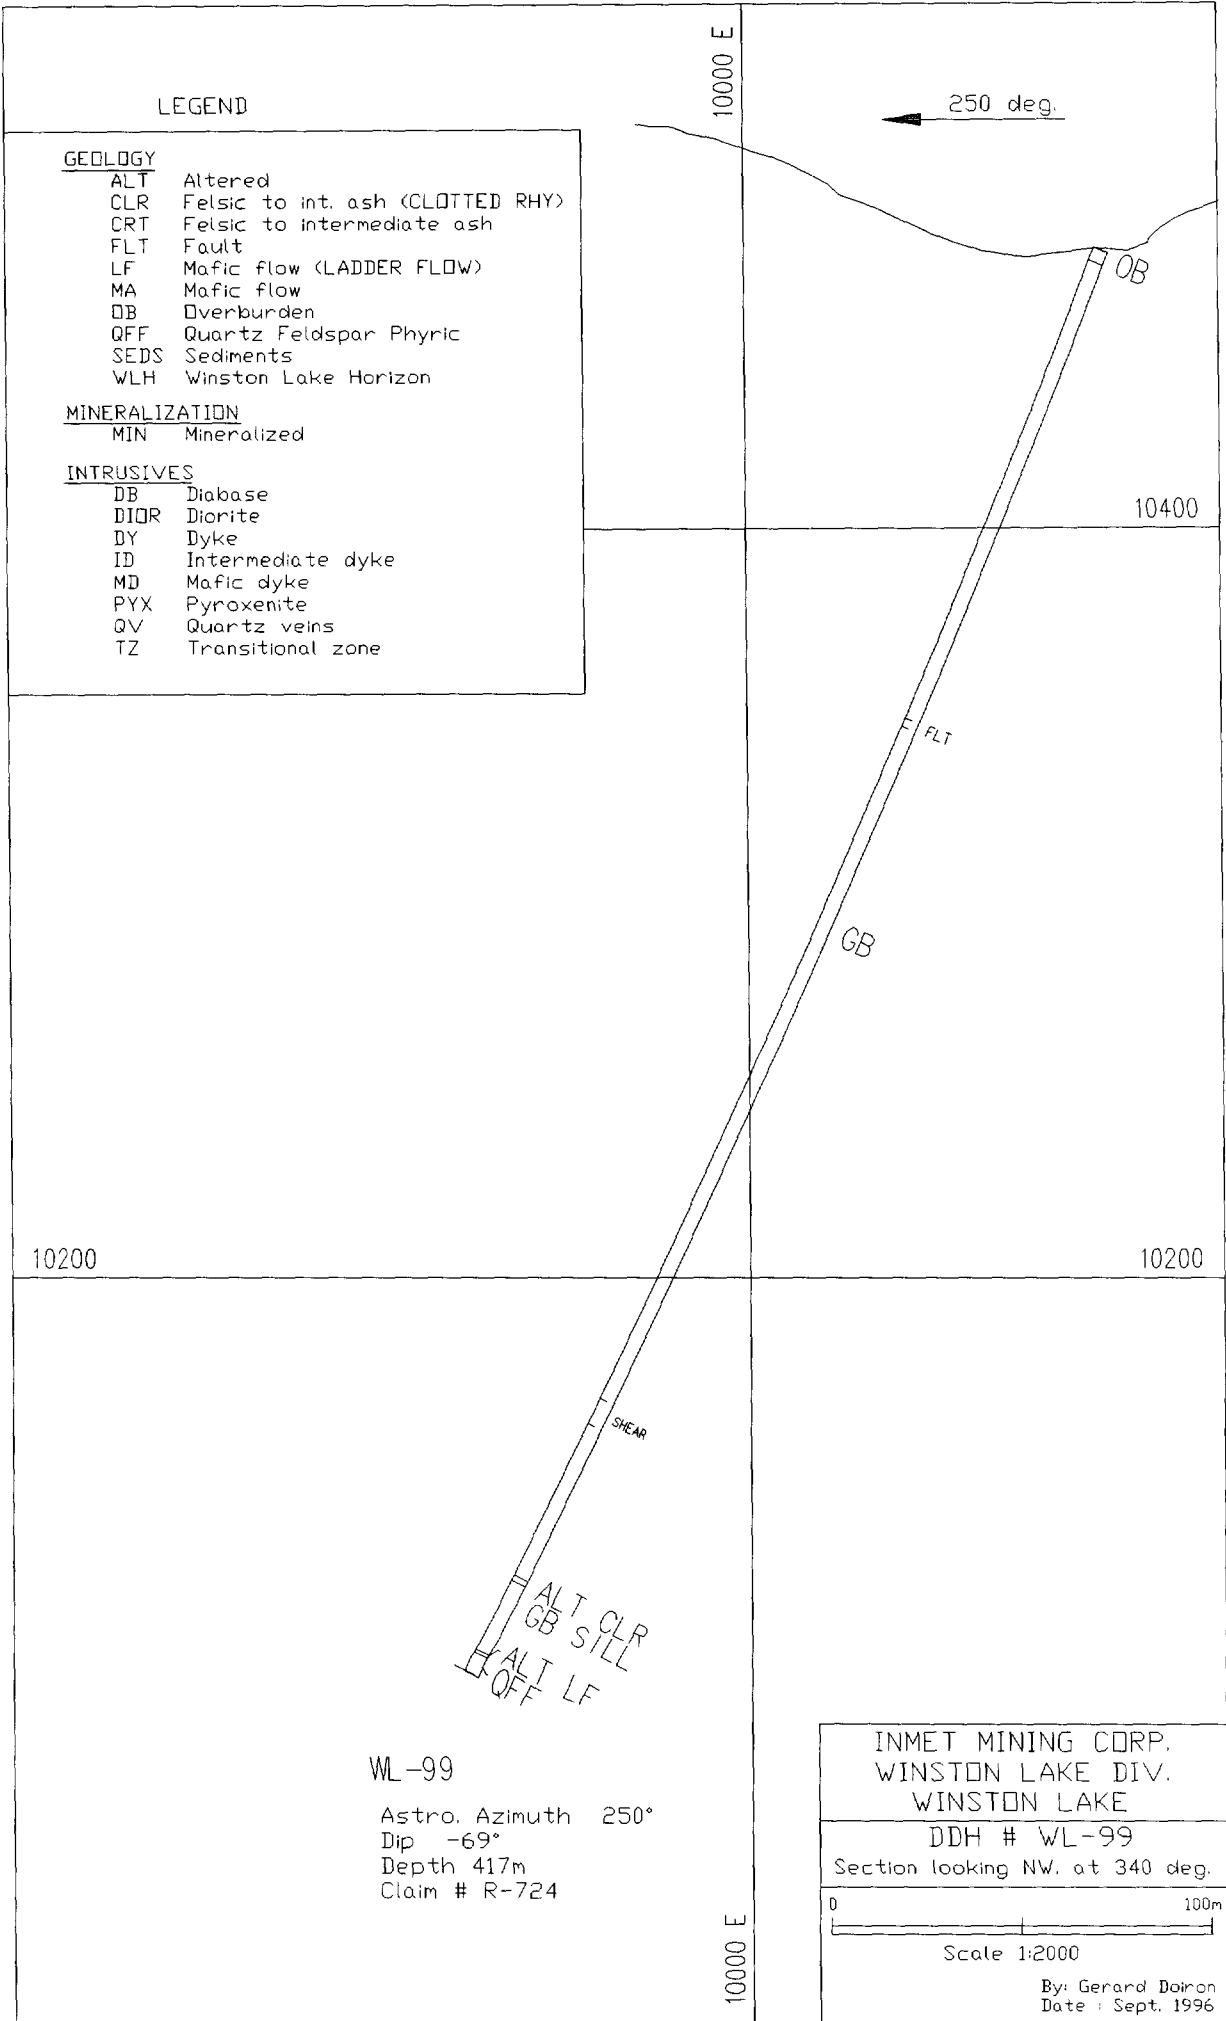 10000 E
250 deg.
LEGEND
GEOLOGY
ALT Altered
CLR Felsic to int. ash (CLOTTED RHY)
CRT Felsic to intermediate ash
FLT Fault
LF Mafic flow (LADDER FLOW)
MA Mafic flow
OB Overburden
QFF Quartz Feldspar Phyric
SEDS Sediments
WLH Winston Lake Horizon
MINERALIZATION
MIN Mineralized
INTRUSIVES
DB Diabase
DIOR Diorite
DY Dyke
ID Intermediate dyke
MD Mafic dyke
PYX Pyroxenite
QV Quartz veins
TZ Transitional zone
OB
10400
FLT
GB
10200
10200
SHEAR
ALT CLR
GB SILL
ALT LF
QFF
WL-99
Astro. Azimuth 250°
Dip -69°
Depth 417m
Claim # R-724
10000 E
INMET MINING CORP.
WINSTON LAKE DIV.
WINSTON LAKE
DDH # WL-99
Section looking NW. at 340 deg.
0 100m
Scale 1:2000
By: Gerard Doiron
Date : Sept. 1996